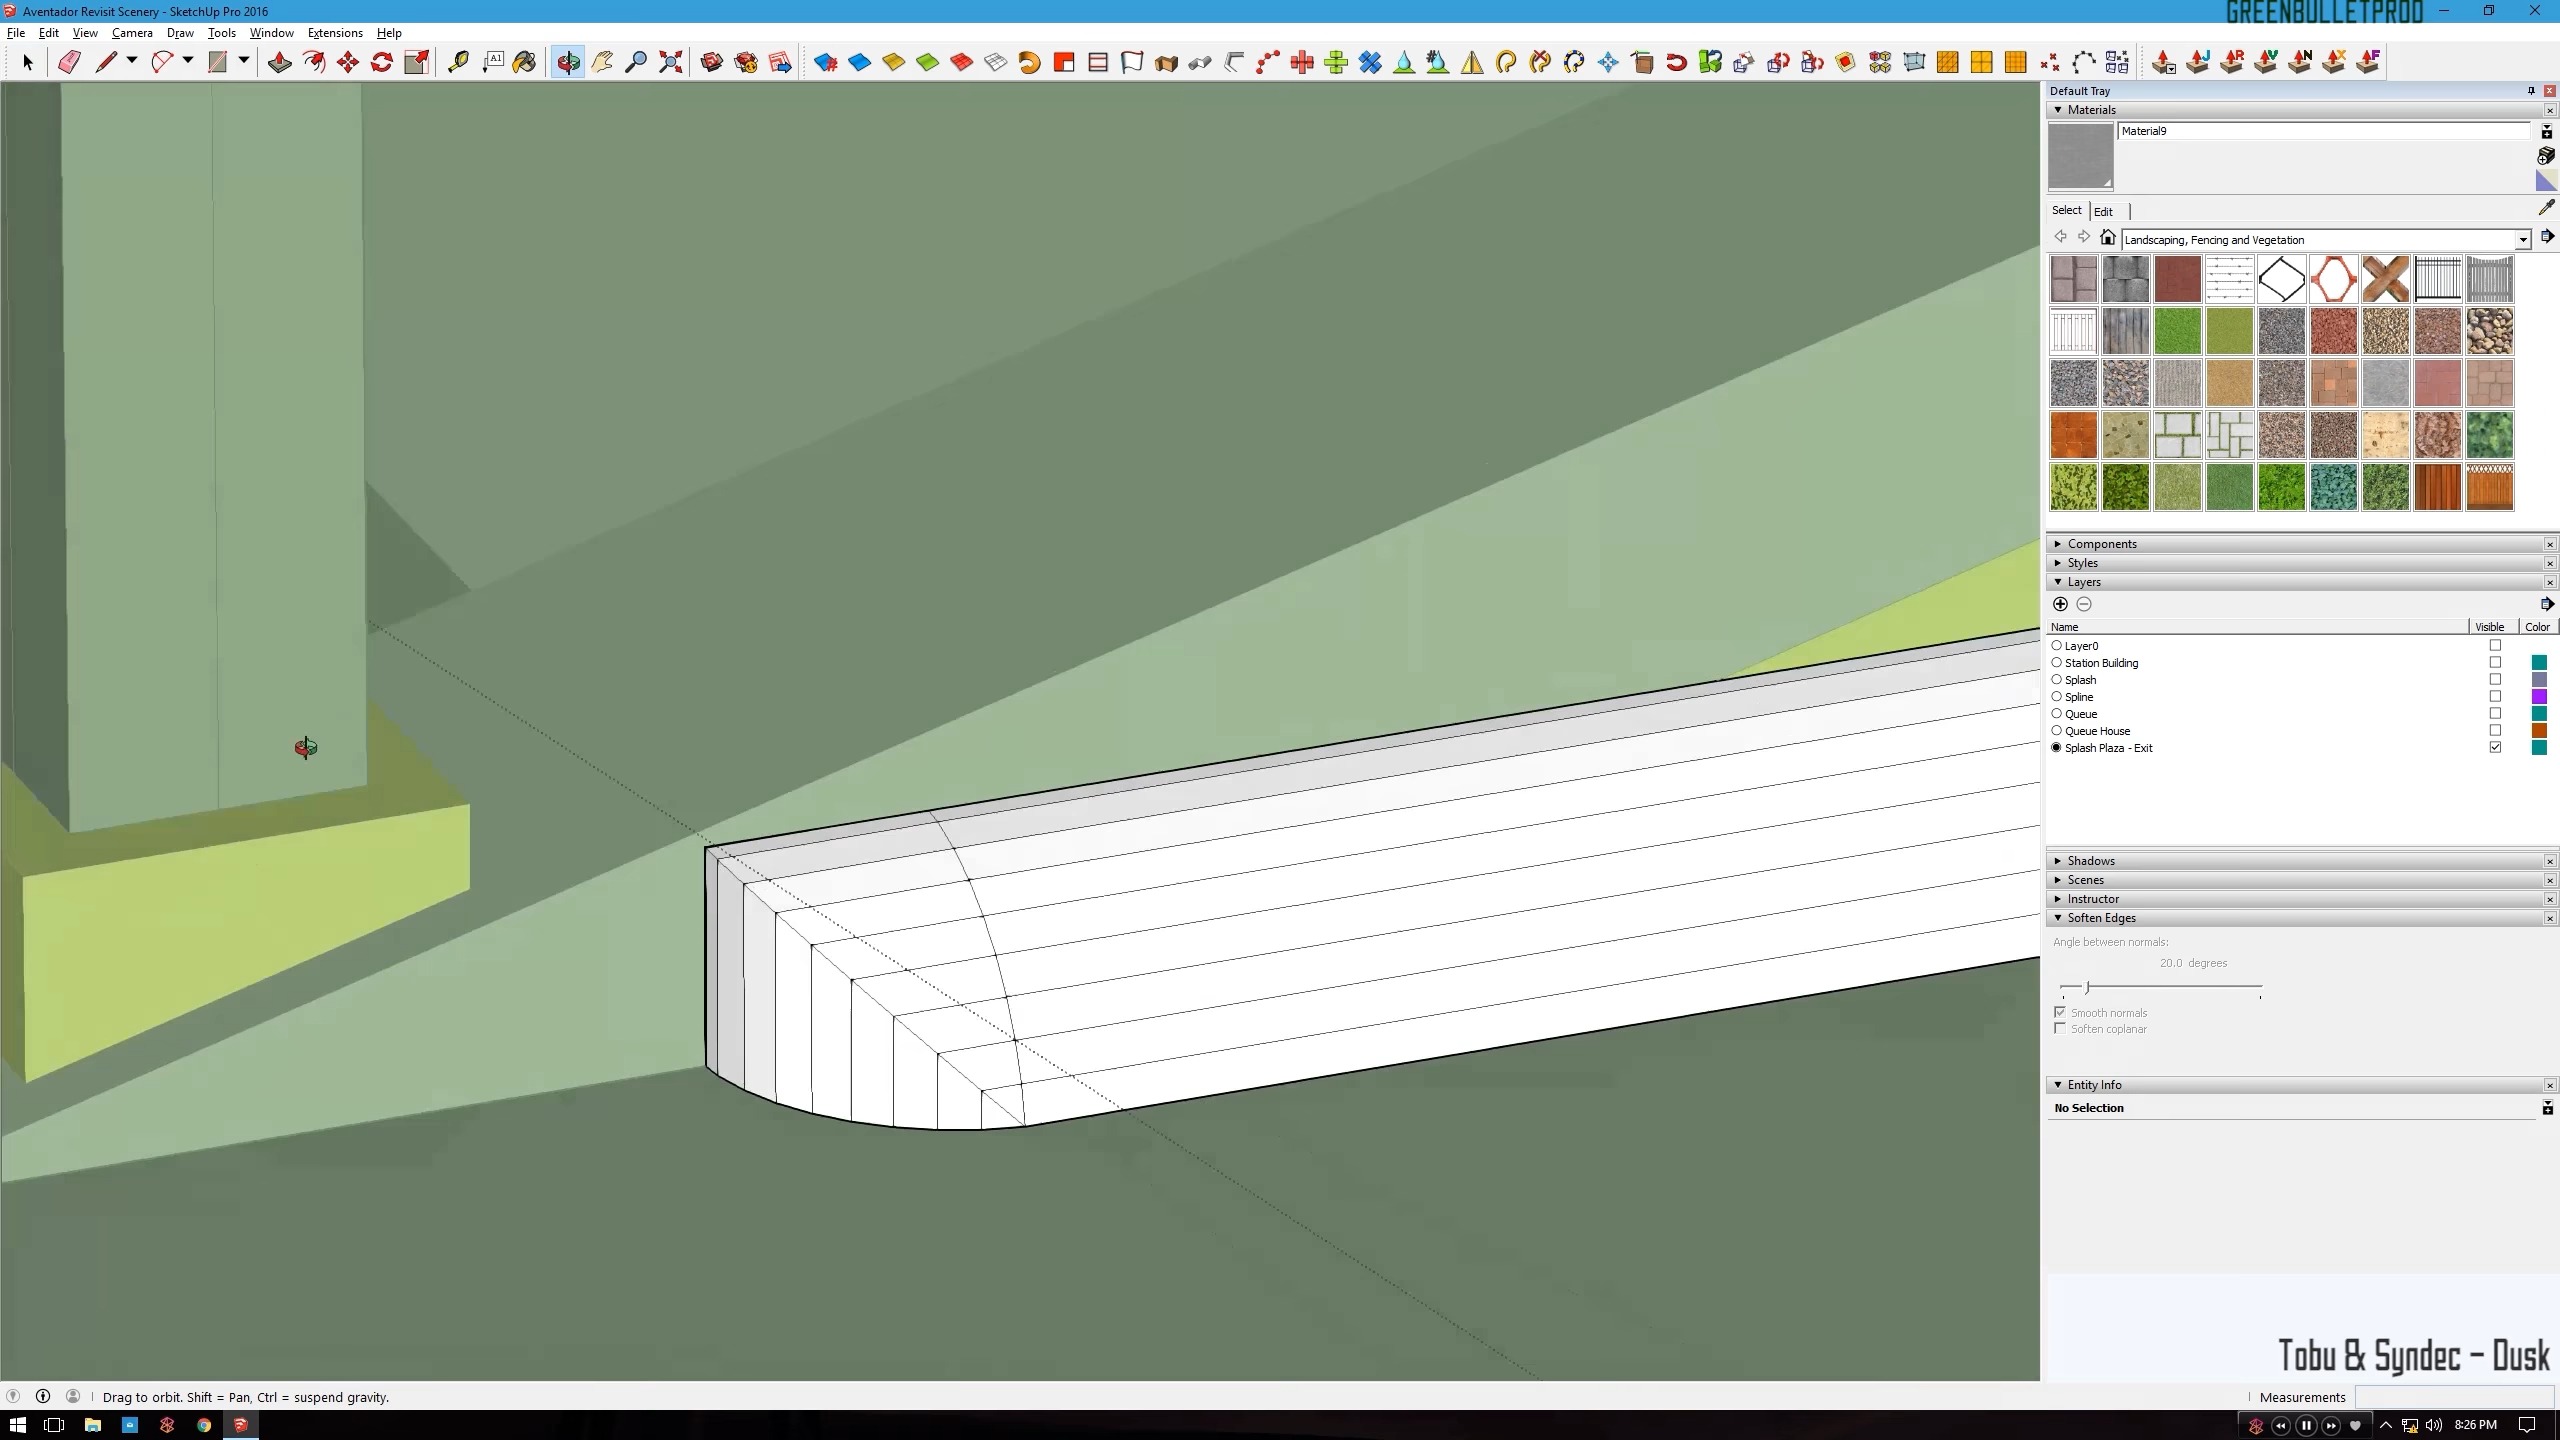 Aventador Revisit Scenery - SketchUp Pro 2016
GREENBULLETPROD
File Edit View Camera Draw Tools Window Extensions Help
A1
J R V N X F
Default Tray
Materials
Material9
Select Edit
Landscaping, Fencing and Vegetation
Components
Styles
Layers
Name Visible Color
Layer0
Station Building
Splash
Spline
Queue
Queue House
Splash Plaza - Exit
Shadows
Scenes
Instructor
Soften Edges
Angle between normals:
20.0 degrees
Smooth normals
Soften coplanar
Entity Info
No Selection
Tobu & Syndec - Dusk
Drag to orbit. Shift = Pan, Ctrl = suspend gravity.
Measurements
8:26 PM